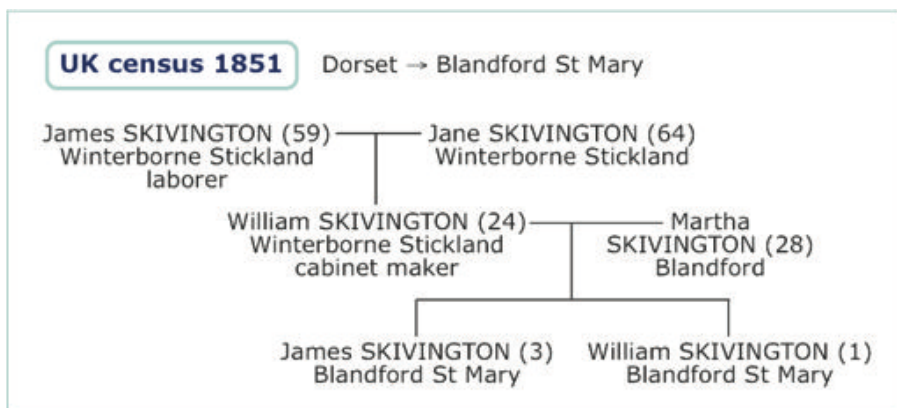 UK census 1851 Dorset → Blandford St Mary
James SKIVINGTON (59) Jane SKIVINGTON (64)
Winterborne Stickland Winterborne Stickland
laborer
William SKIVINGTON (24) Martha
Winterborne Stickland SKIVINGTON (28)
cabinet maker Blandford
James SKIVINGTON (3) William SKIVINGTON (1)
Blandford St Mary Blandford St Mary